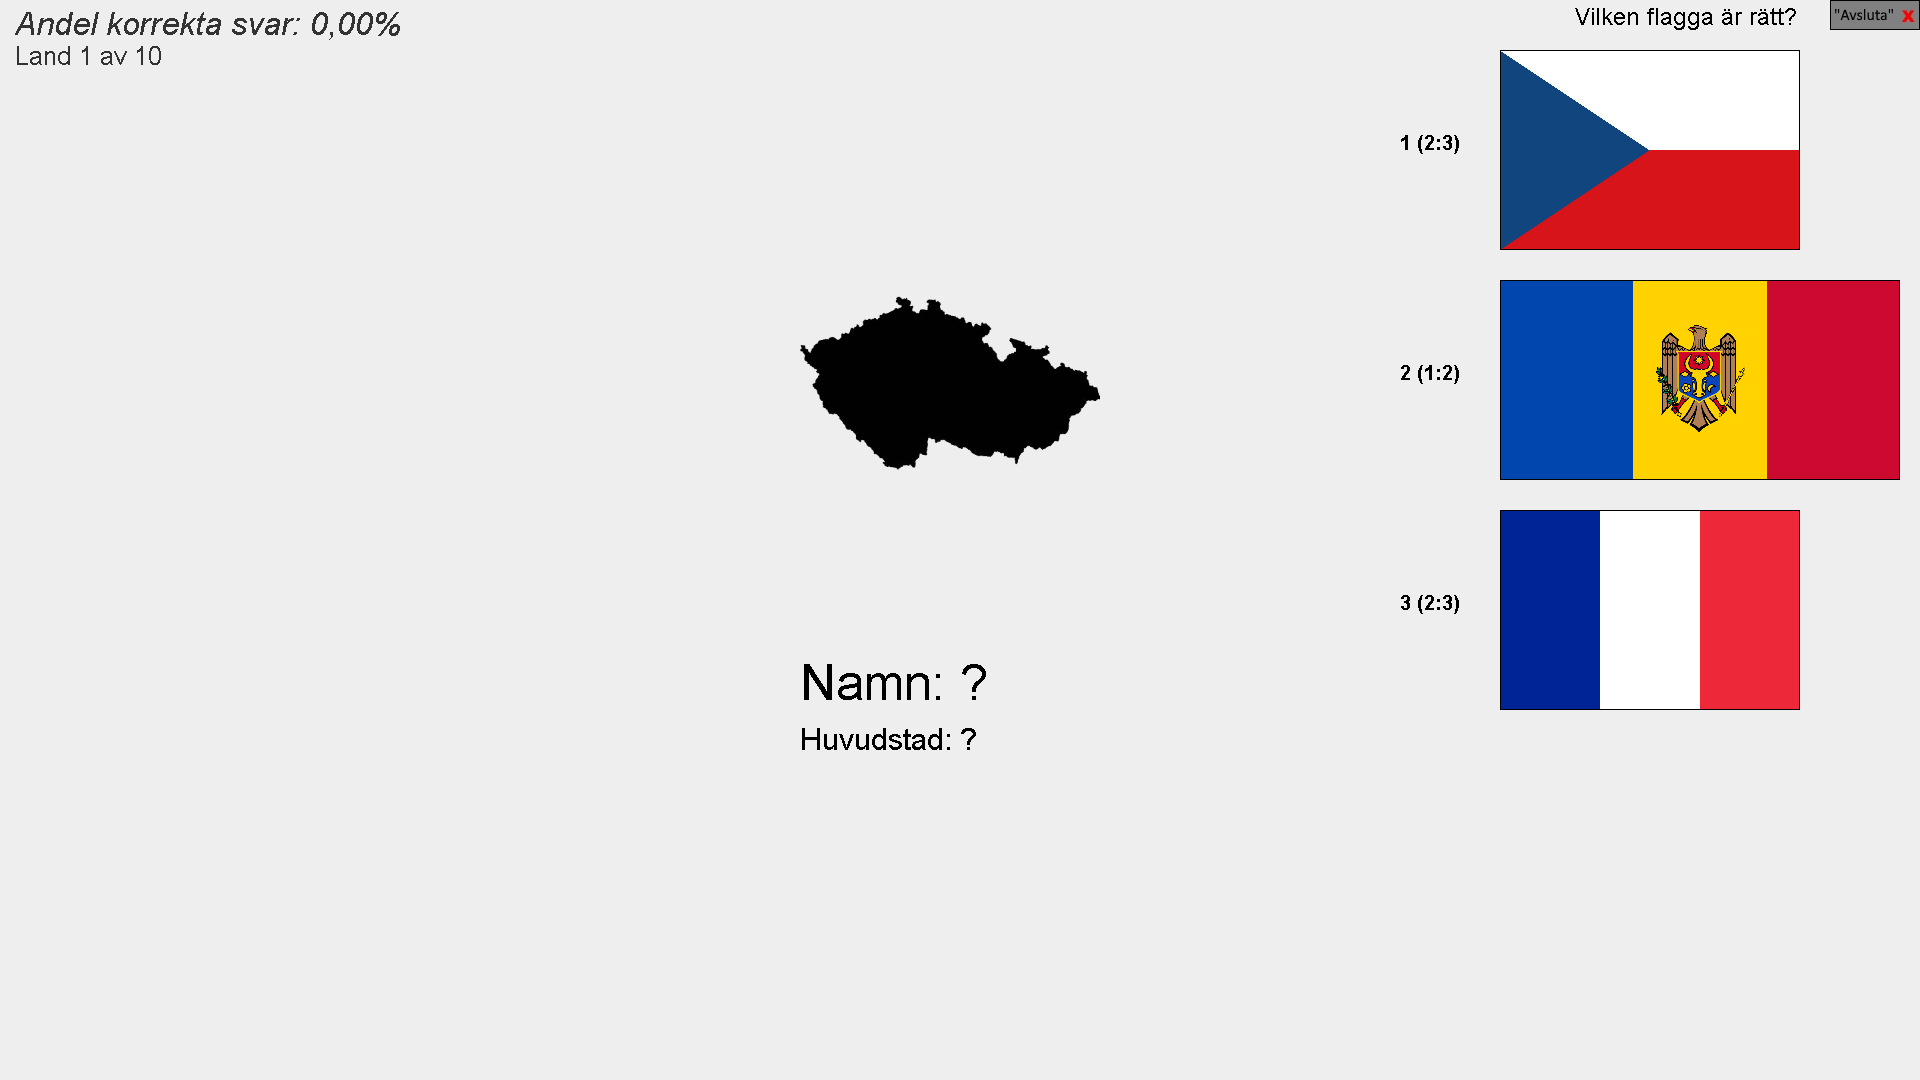 Andel korrekta svar: 0,00%
Land 1 av 10
Vilken flagga är rätt?
"Avsluta" x
1 (2:3)
2 (1:2)
3 (2:3)
Namn: ?
Huvudstad: ?